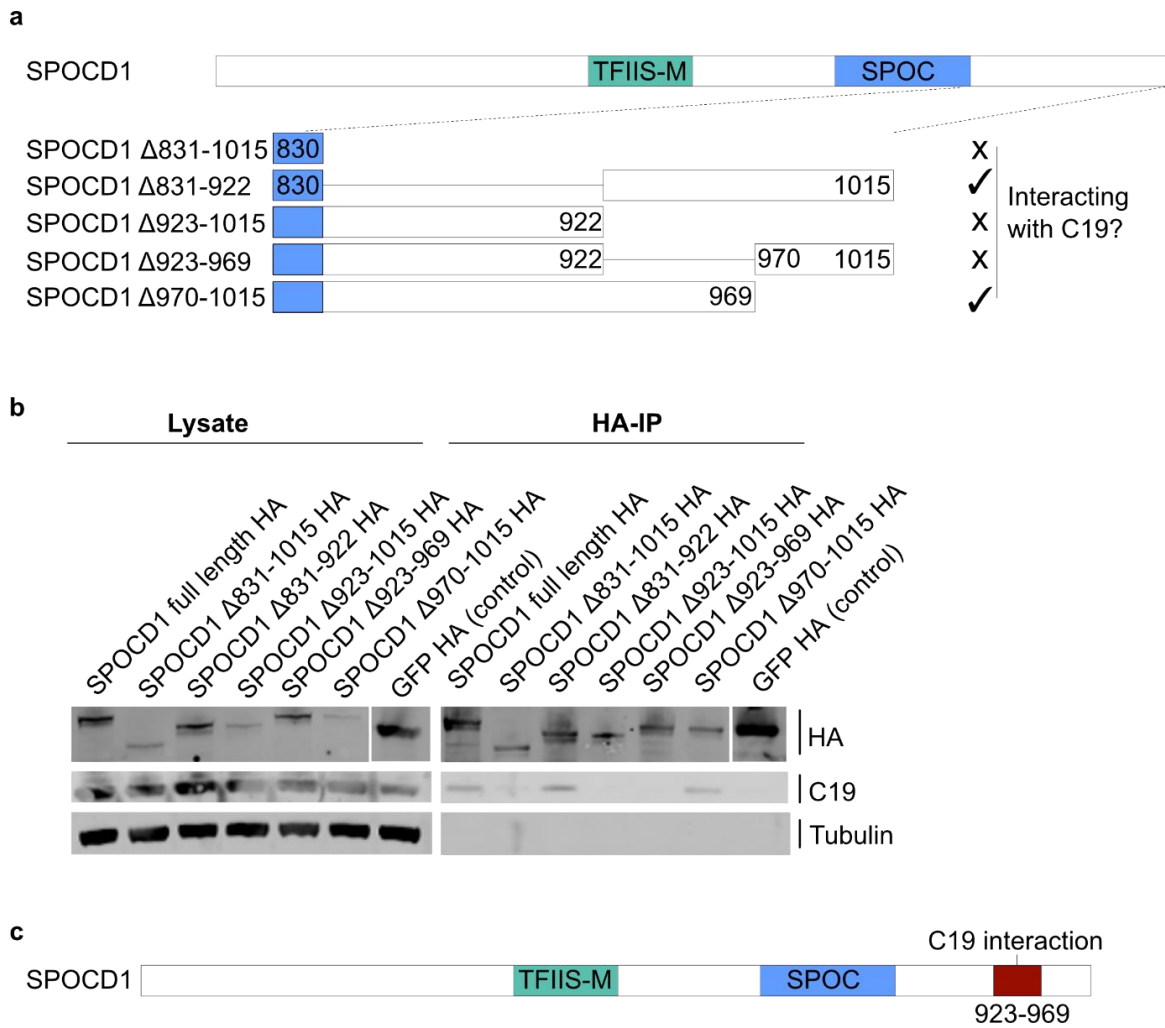 a
SPOCD1
TFIIS-M
SPOC
SPOCD1 Δ831-1015
830
x
SPOCD1 Δ831-922
830
1015
✓
SPOCD1 Δ923-1015
922
x
SPOCD1 Δ923-969
922
970
1015
x
SPOCD1 Δ970-1015
969
✓
Interacting
with C19?
b
Lysate
HA-IP
SPOCD1 full length HA
SPOCD1 Δ831-1015 HA
SPOCD1 Δ831-922 HA
SPOCD1 Δ923-1015 HA
SPOCD1 Δ923-969 HA
SPOCD1 Δ970-1015 HA
GFP HA (control)
SPOCD1 full length HA
SPOCD1 Δ831-1015 HA
SPOCD1 Δ831-922 HA
SPOCD1 Δ923-1015 HA
SPOCD1 Δ923-969 HA
SPOCD1 Δ970-1015 HA
GFP HA (control)
HA
C19
Tubulin
c
C19 interaction
SPOCD1
TFIIS-M
SPOC
923-969